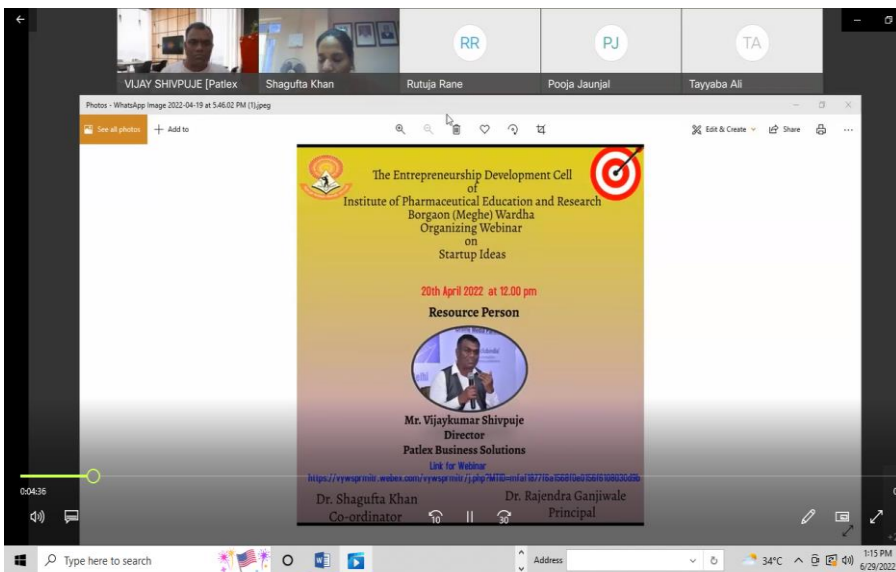 RR
PJ
TA
VIJAY SHIVPUJE [Patlex
Shagufta Khan
Rutuja Rane
Pooja Jaunjal
Tayyaba Ali
Photos - WhatsApp Image 2022-04-19 at 5.46.02 PM (1).jpeg
See all photos
+ Add to
Edit & Create
Share
The Entrepreneurship Development Cell
of
Institute of Pharmaceutical Education and Research
Borgaon (Meghe) Wardha
Organizing Webinar
on
Startup Ideas
20th April 2022 at 12.00 pm
Resource Person
Mr. Vijaykumar Shivpuje
Director
Patlex Business Solutions
Link for Webinar
Dr. Shagufta Khan
Co-ordinator
Dr. Rajendra Ganjiwale
Principal
0:04:36
10
30
Type here to search
Address
34°C
1:15 PM